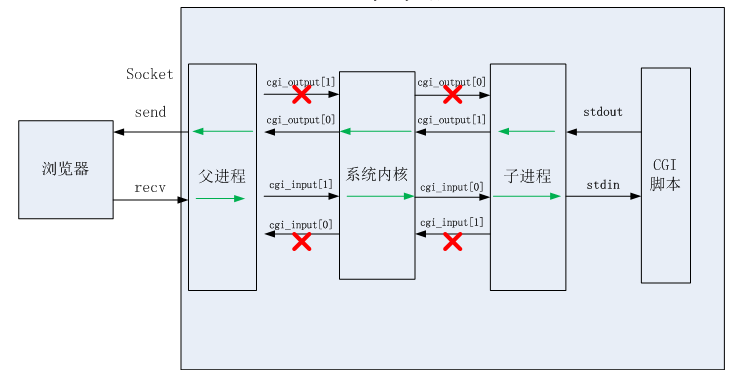 Socket
send
recv
浏览器
父进程
cgi_output[1]
cgi_output[0]
cgi_input[1]
cgi_input[0]
系统内核
cgi_output[0]
cgi_output[1]
cgi_input[0]
cgi_input[1]
子进程
stdout
stdin
CGI
脚本